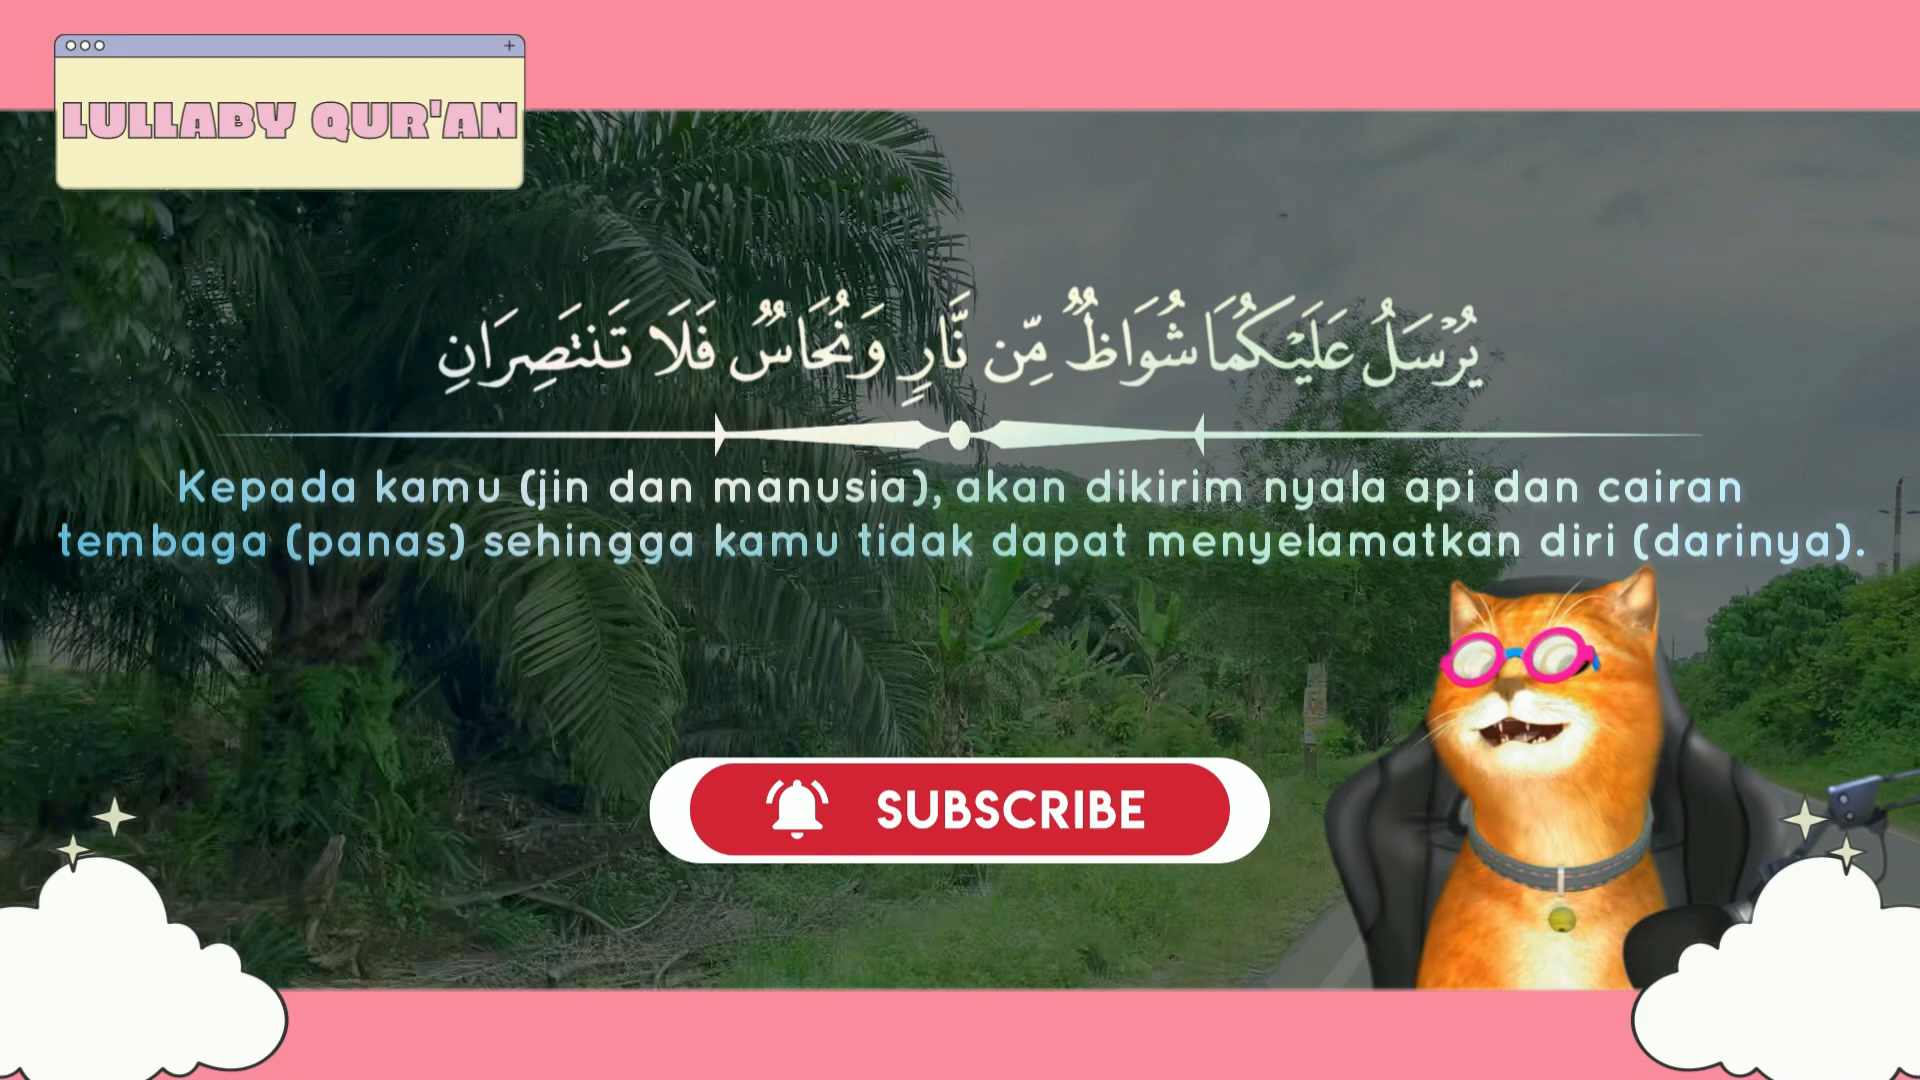 LULLABY QUR'AN
يُرْسَلُ عَلَيْكُمَا شُوَاظٌ مِّن نَّارٍ وَنُحَاسٌ فَلَا تَنتَصِرَانِ
Kepada kamu (jin dan manusia), akan dikirim nyala api dan cairan
tembaga (panas) sehingga kamu tidak dapat menyelamatkan diri (darinya).
SUBSCRIBE